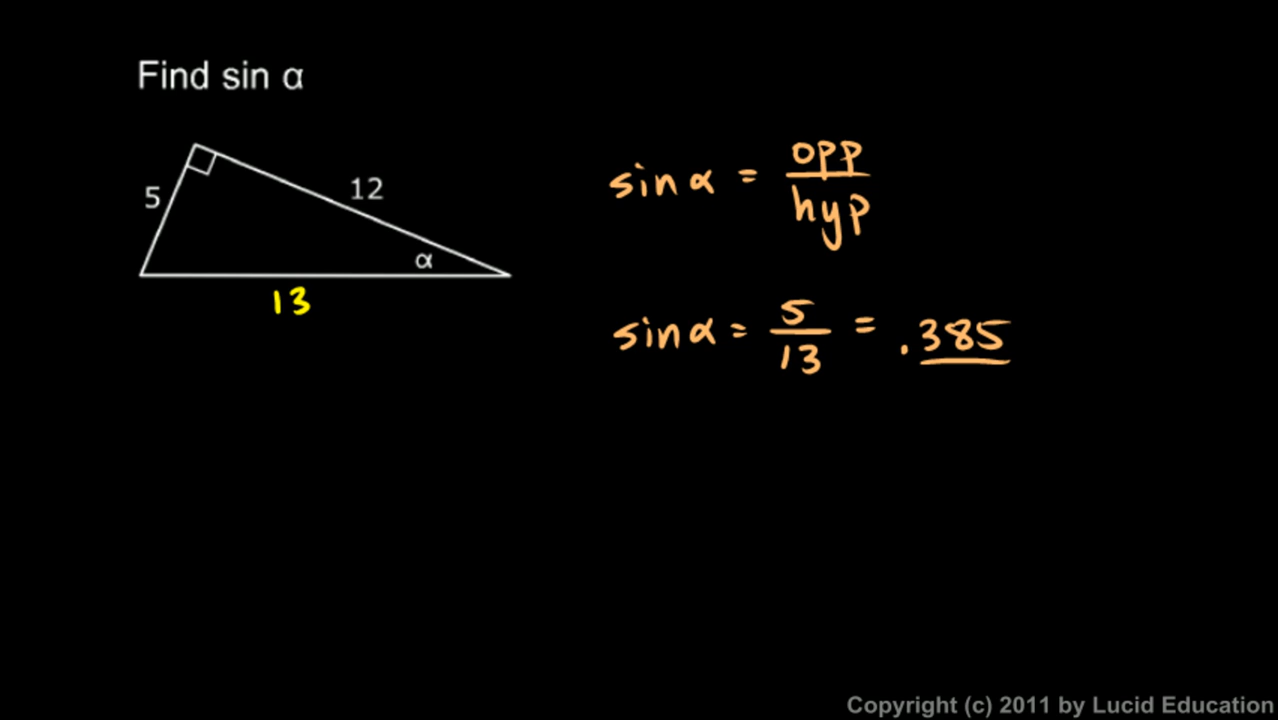 Find sin α
5
12
α
13
sin α = opp/hyp
sin α = 5/13 = .385
Copyright (c) 2011 by Lucid Education